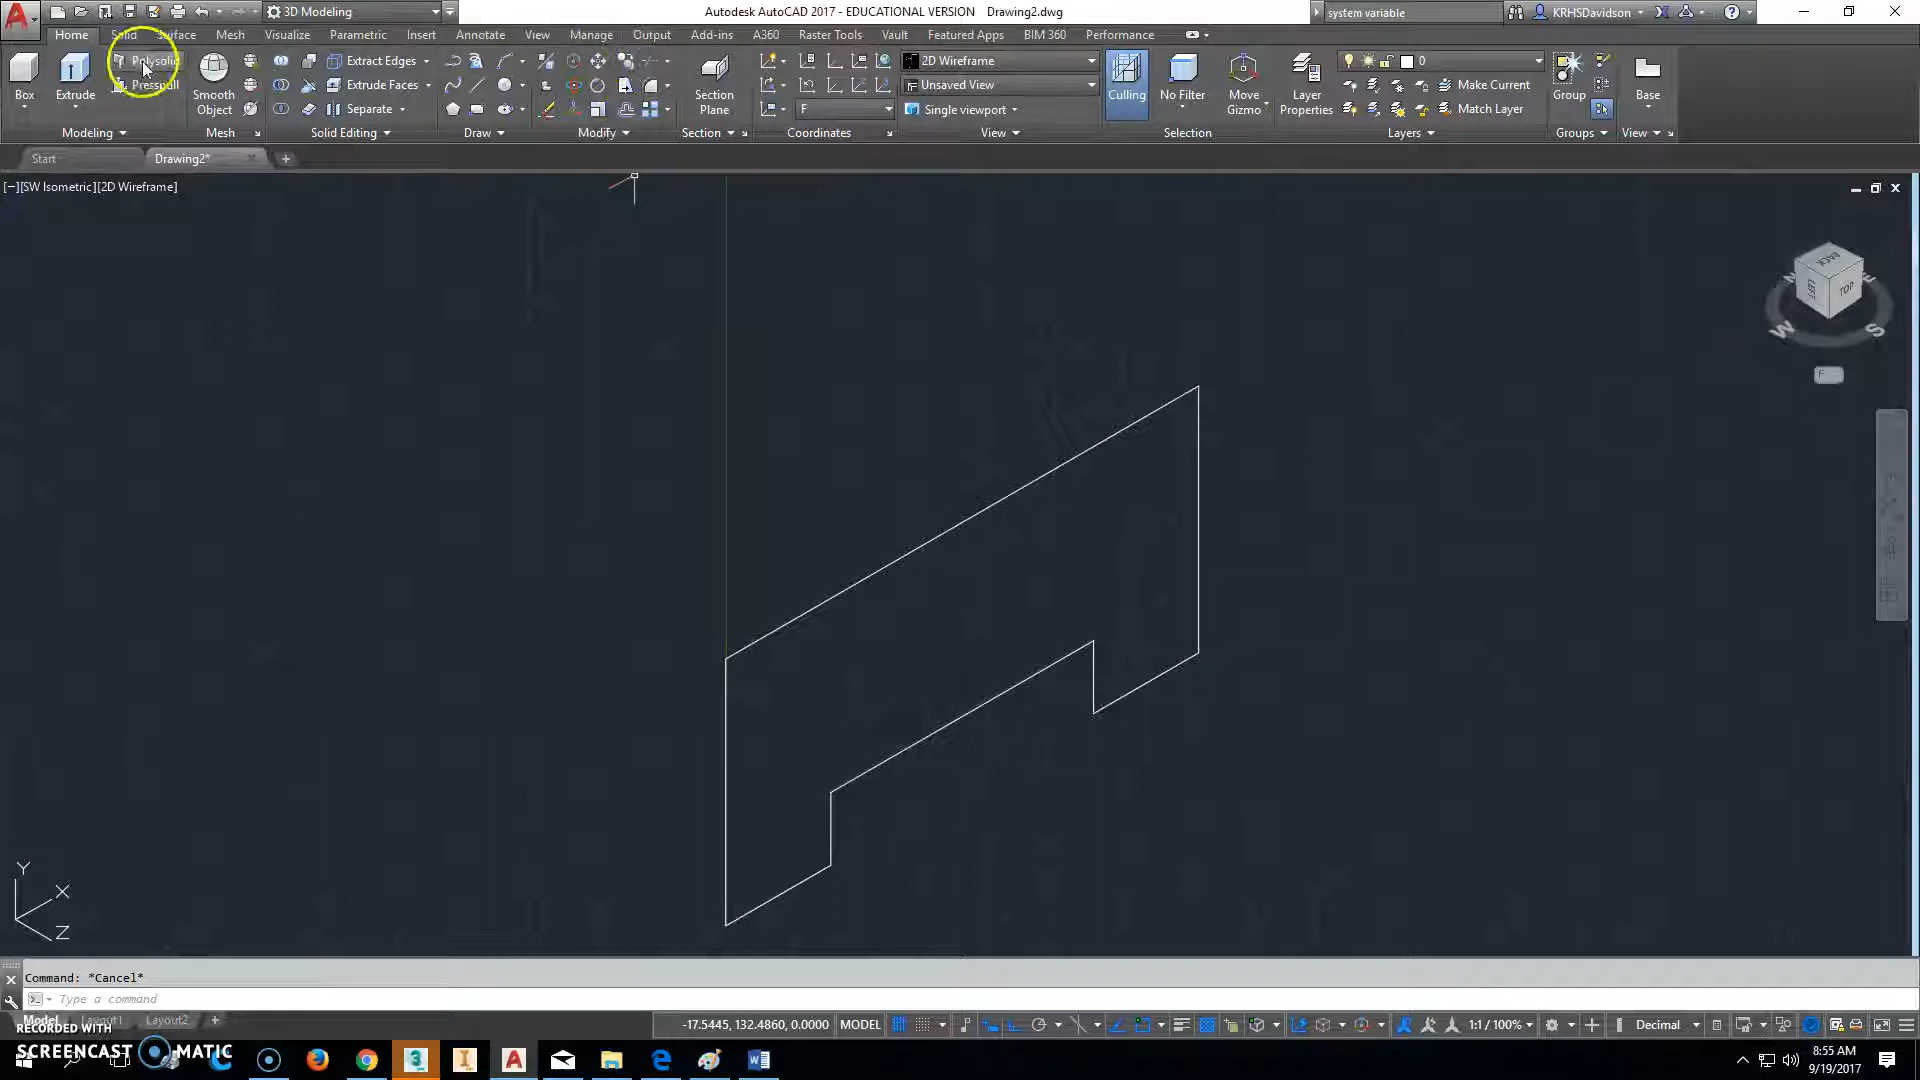 3D Modeling
Autodesk AutoCAD 2017 - EDUCATIONAL VERSION Drawing2.dwg
system variable
KRHSDavidson
Home Solid Surface Mesh Visualize Parametric Insert Annotate View Manage Output Add-ins A360 Raster Tools Vault Featured Apps BIM 360 Performance
Polysolid Extract Edges 2D Wireframe 0
Presspull Extrude Faces Unsaved View Make Current
Box Extrude Smooth Object Separate Section Plane F Single viewport Culling No Filter Move Gizmo Layer Properties Match Layer Group Base
Modeling Mesh Solid Editing Draw Modify Section Coordinates View Selection Layers Groups View
Start Drawing2*
[−][SW Isometric][2D Wireframe]
BACK
LEFT
TOP
W S
F
Y
X
Z
Command: *Cancel*
Type a command
Model Layout1 Layout2
-17.5445, 132.4860, 0.0000 MODEL 1:1 / 100% Decimal
RECORDED WITH
SCREENCAST MATIC
8:55 AM
9/19/2017